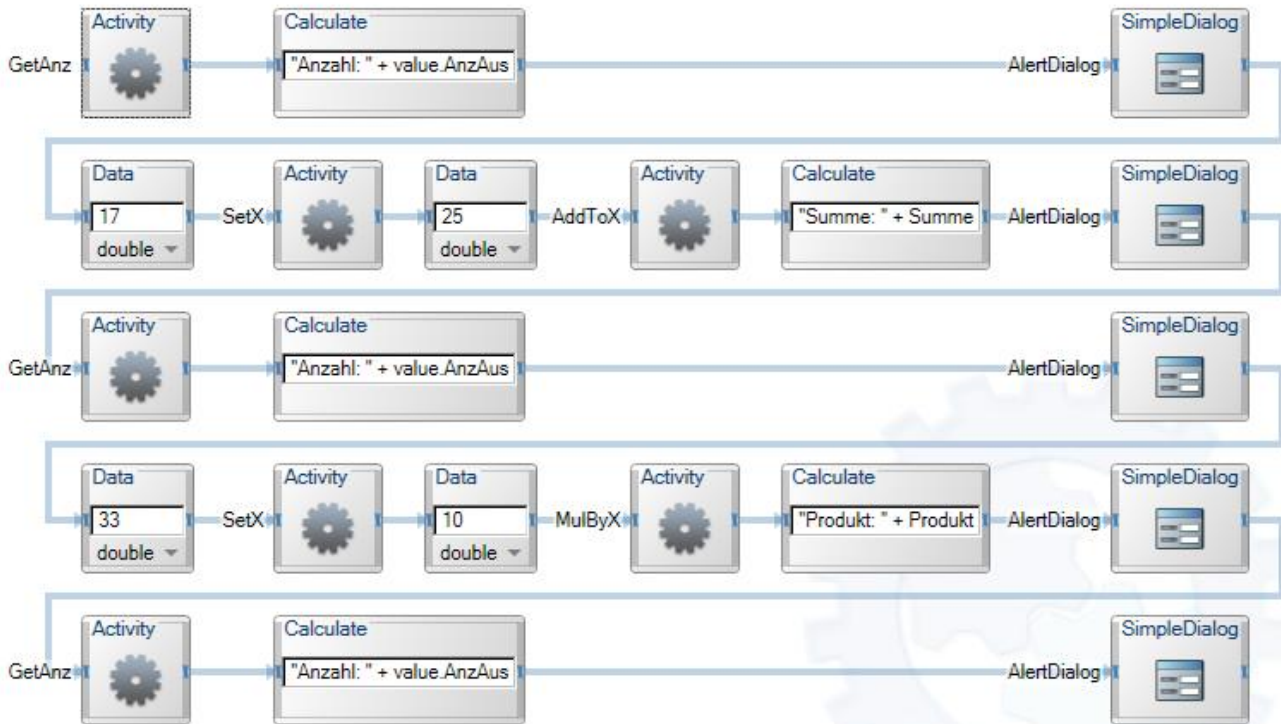 Activity Calculate SimpleDialog
GetAnz "Anzahl: " + value.AnzAus AlertDialog
Data Activity Data Activity Calculate SimpleDialog
17 SetX 25 AddToX "Summe: " + Summe AlertDialog
double double
Activity Calculate SimpleDialog
GetAnz "Anzahl: " + value.AnzAus AlertDialog
Data Activity Data Activity Calculate SimpleDialog
33 SetX 10 MulByX "Produkt: " + Produkt AlertDialog
double double
Activity Calculate SimpleDialog
GetAnz "Anzahl: " + value.AnzAus AlertDialog